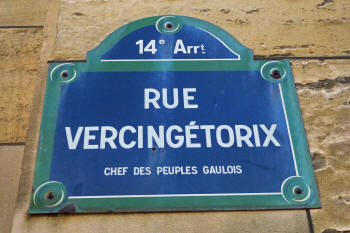 14e Arrt.
RUE
VERCINGÉTORIX
CHEF DES PEUPLES GAULOIS